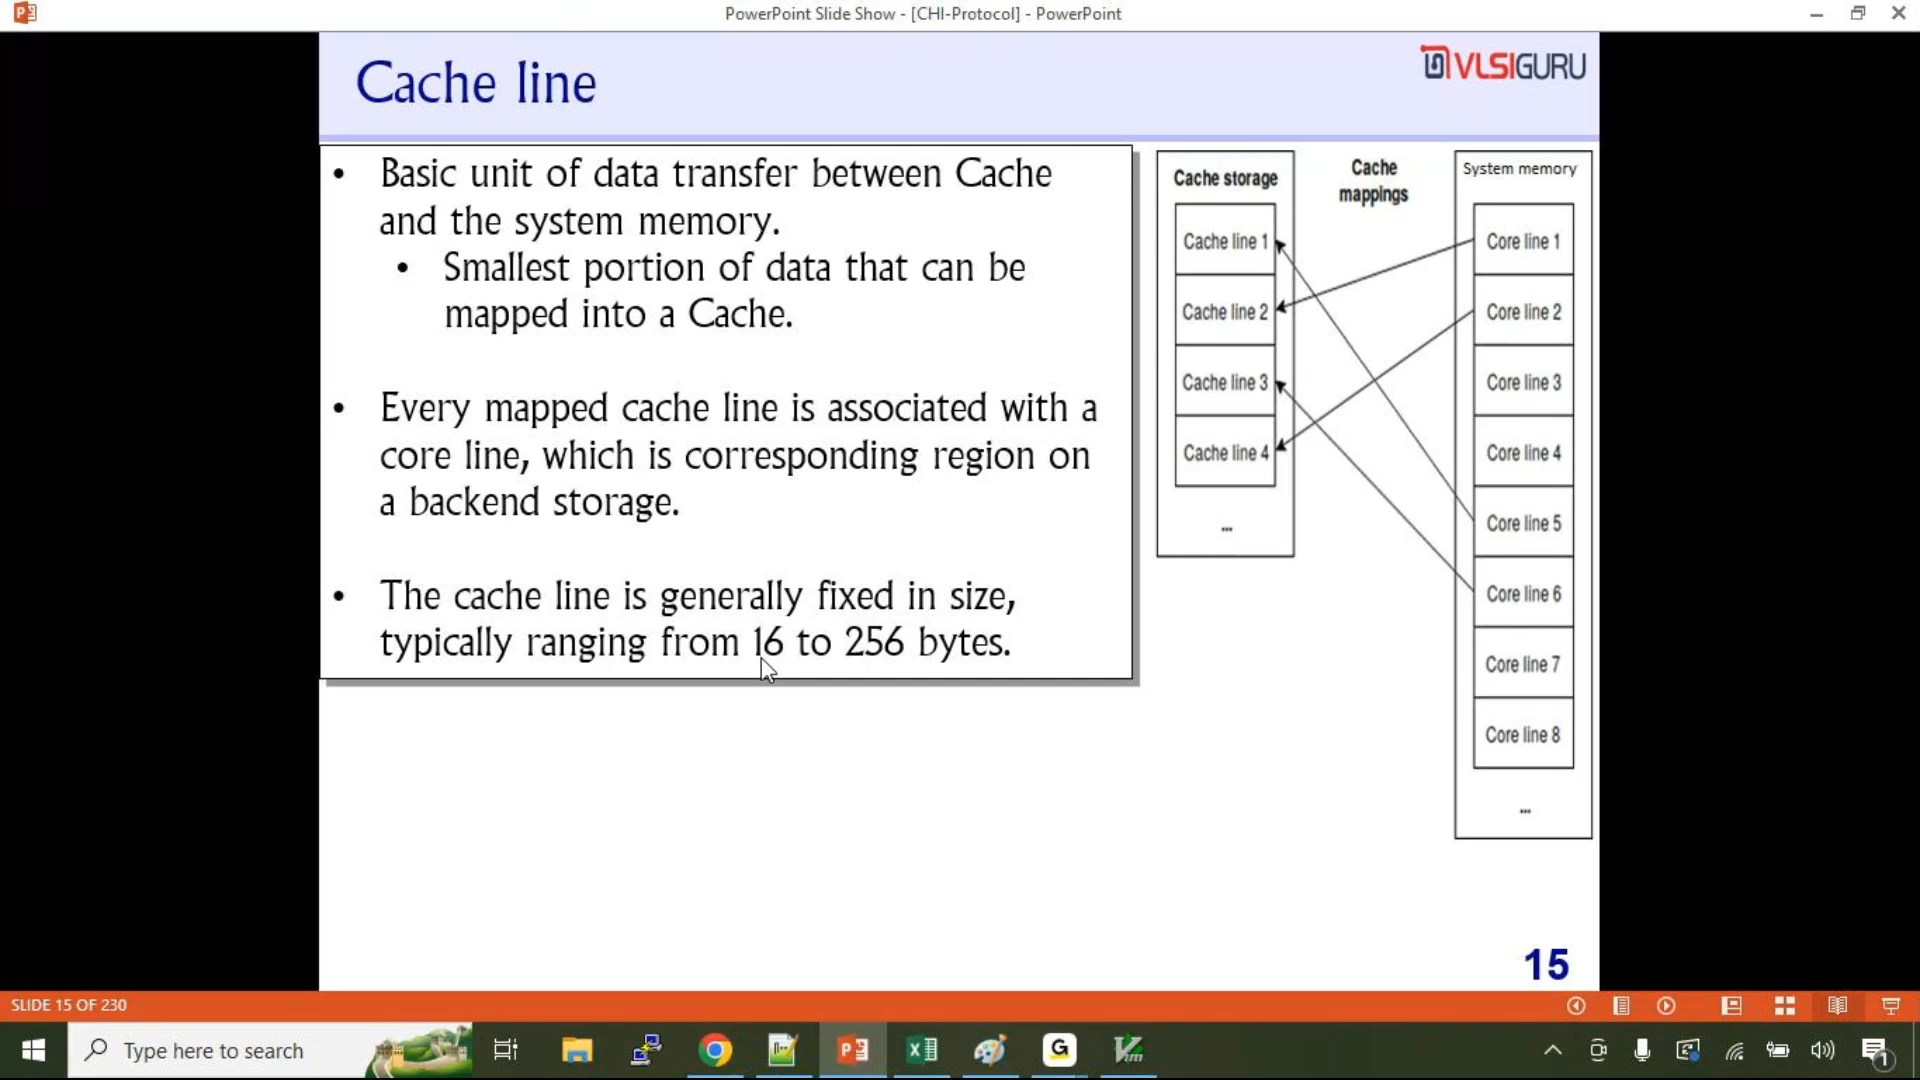 PowerPoint Slide Show - [CHI-Protocol] - PowerPoint
Cache line
VLSIGURU
• Basic unit of data transfer between Cache
and the system memory.
• Smallest portion of data that can be
mapped into a Cache.
• Every mapped cache line is associated with a
core line, which is corresponding region on
a backend storage.
• The cache line is generally fixed in size,
typically ranging from 16 to 256 bytes.
Cache storage
Cache line 1
Cache line 2
Cache line 3
Cache line 4
...
Cache
mappings
System memory
Core line 1
Core line 2
Core line 3
Core line 4
Core line 5
Core line 6
Core line 7
Core line 8
...
15
SLIDE 15 OF 230
Type here to search
1